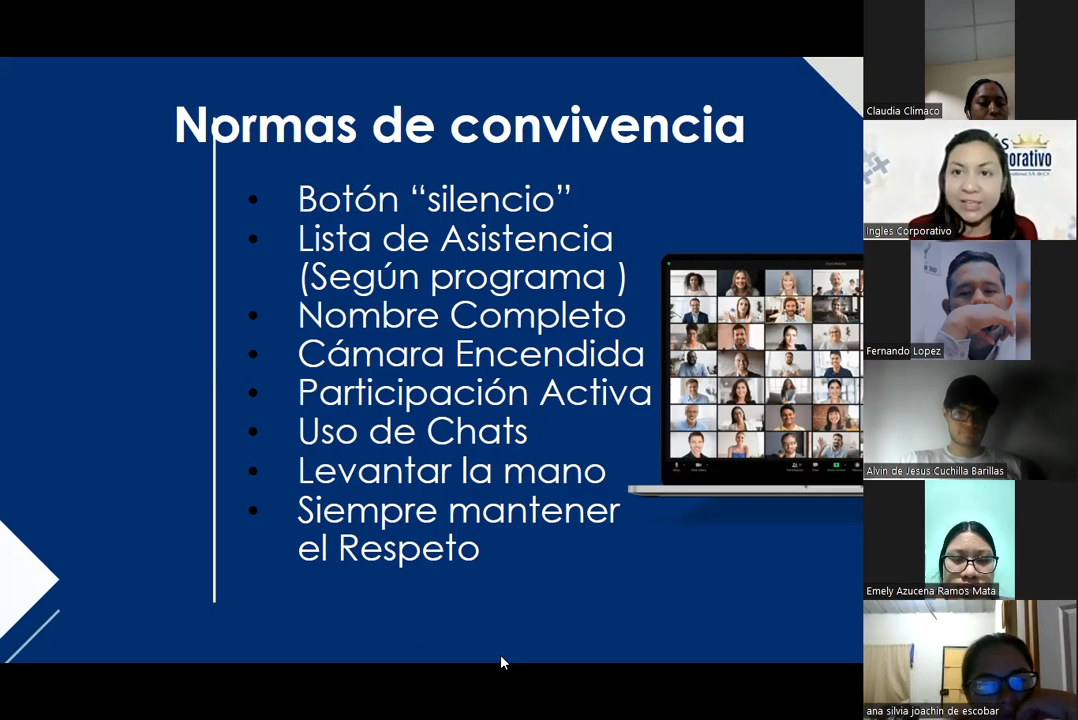 Normas de convivencia
• Botón “silencio”
• Lista de Asistencia
(Según programa )
• Nombre Completo
• Cámara Encendida
• Participación Activa
• Uso de Chats
• Levantar la mano
• Siempre mantener
el Respeto
Claudia Climaco
Ingles Corporativo
Fernando Lopez
Alvin de Jesus Cuchilla Barillas
Emely Azucena Ramos Mata
ana silvia joachin de escobar